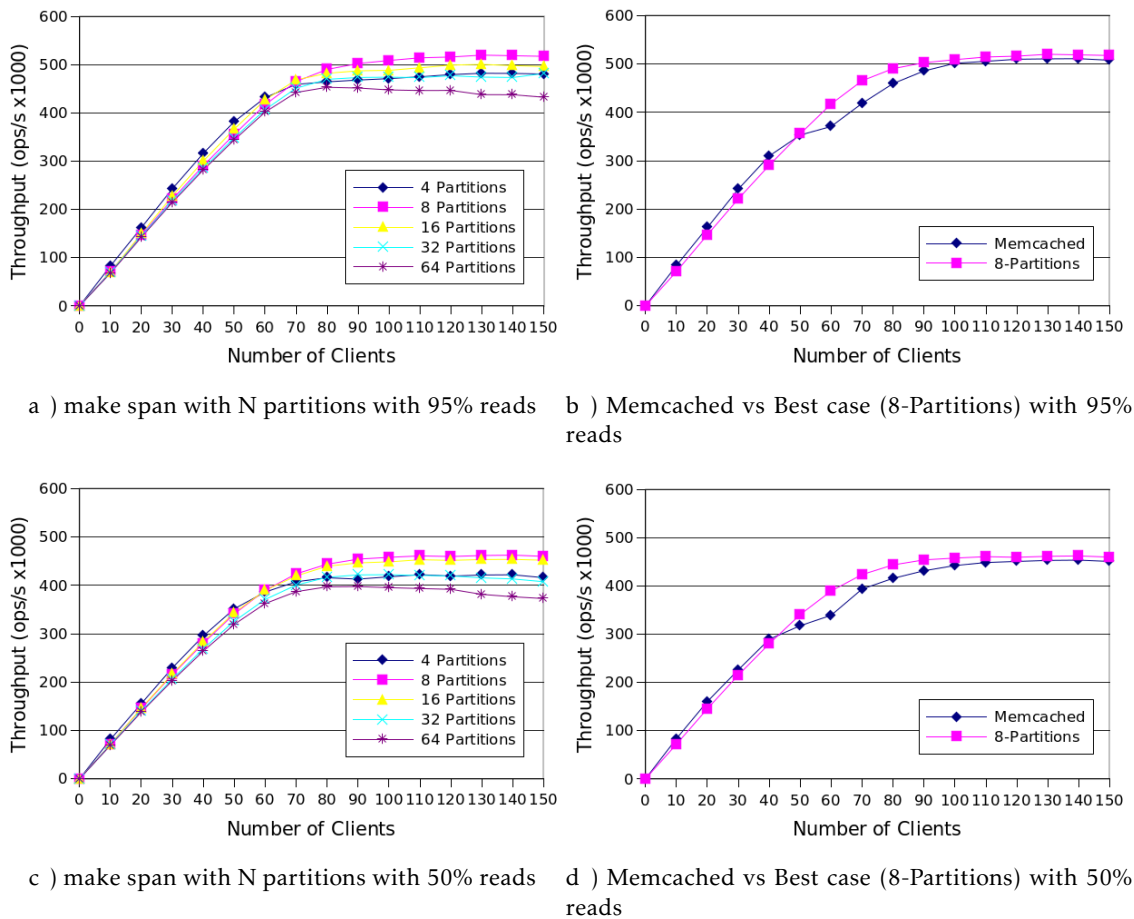 600
500
400
300
200
100
0
0 10 20 30 40 50 60 70 80 90 100 110 120 130 140 150
Throughput (ops/s x1000)
Number of Clients
4 Partitions
8 Partitions
16 Partitions
32 Partitions
64 Partitions
a ) make span with N partitions with 95% reads
600
500
400
300
200
100
0
0 10 20 30 40 50 60 70 80 90 100 110 120 130 140 150
Throughput (ops/s x1000)
Number of Clients
Memcached
8-Partitions
b ) Memcached vs Best case (8-Partitions) with 95%
reads
600
500
400
300
200
100
0
0 10 20 30 40 50 60 70 80 90 100 110 120 130 140 150
Throughput (ops/s x1000)
Number of Clients
4 Partitions
8 Partitions
16 Partitions
32 Partitions
64 Partitions
c ) make span with N partitions with 50% reads
600
500
400
300
200
100
0
0 10 20 30 40 50 60 70 80 90 100 110 120 130 140 150
Throughput (ops/s x1000)
Number of Clients
Memcached
8-Partitions
d ) Memcached vs Best case (8-Partitions) with 50%
reads